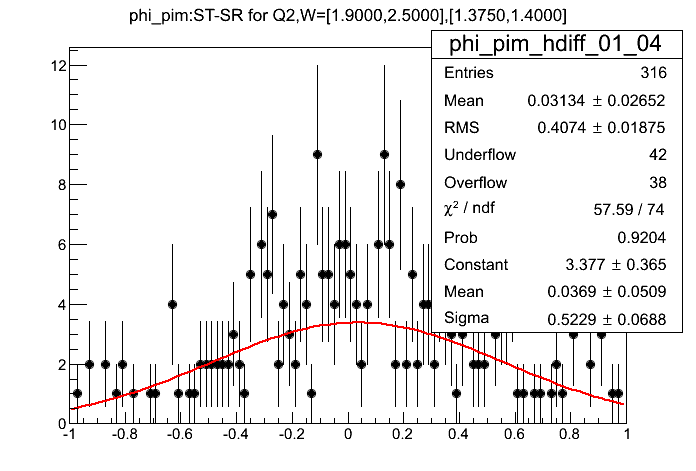 phi_pim:ST-SR for Q2,W=[1.9000,2.5000],[1.3750,1.4000]
phi_pim_hdiff_01_04
Entries 316
Mean 0.03134 ± 0.02652
RMS 0.4074 ± 0.01875
Underflow 42
Overflow 38
χ² / ndf 57.59 / 74
Prob 0.9204
Constant 3.377 ± 0.365
Mean 0.0369 ± 0.0509
Sigma 0.5229 ± 0.0688
12
10
8
6
4
2
0
-1 -0.8 -0.6 -0.4 -0.2 0 0.2 0.4 0.6 0.8 1